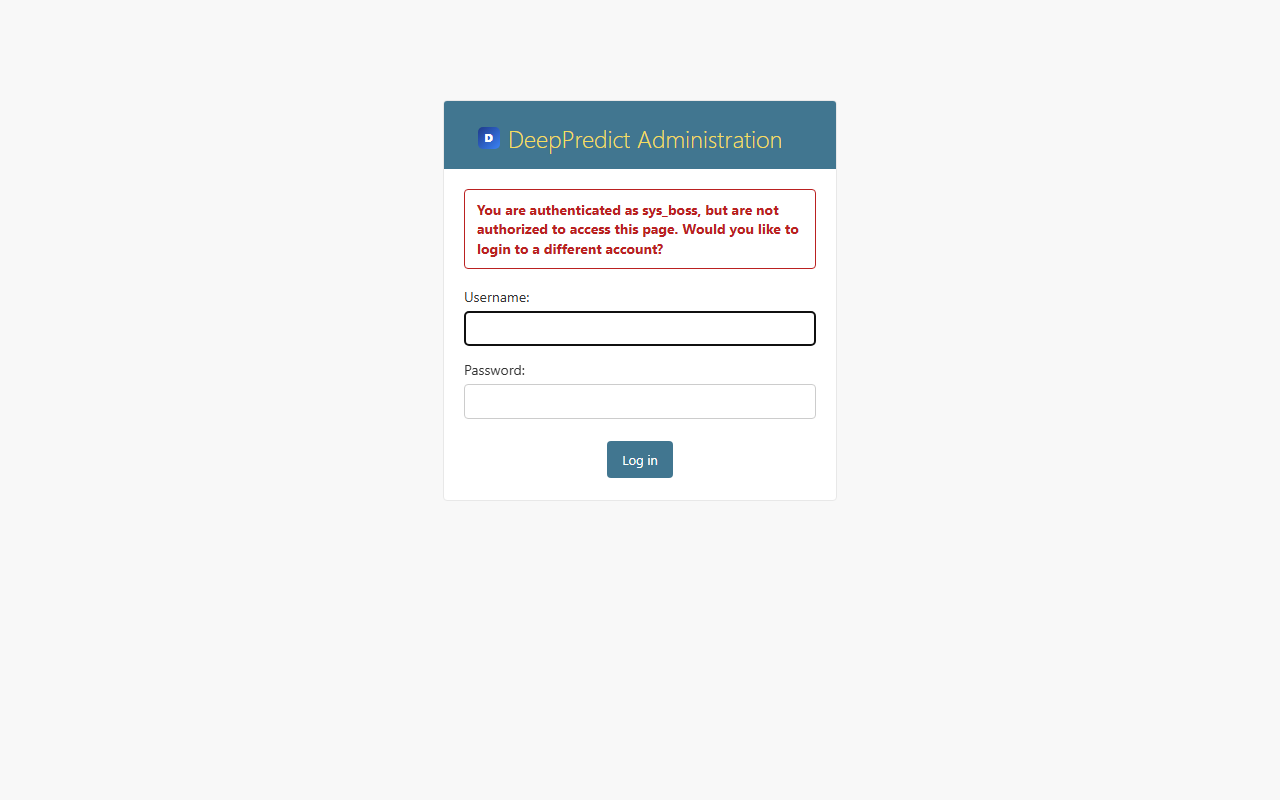 D DeepPredict Administration
You are authenticated as sys_boss, but are not
authorized to access this page. Would you like to
login to a different account?
Username:
Password:
Log in